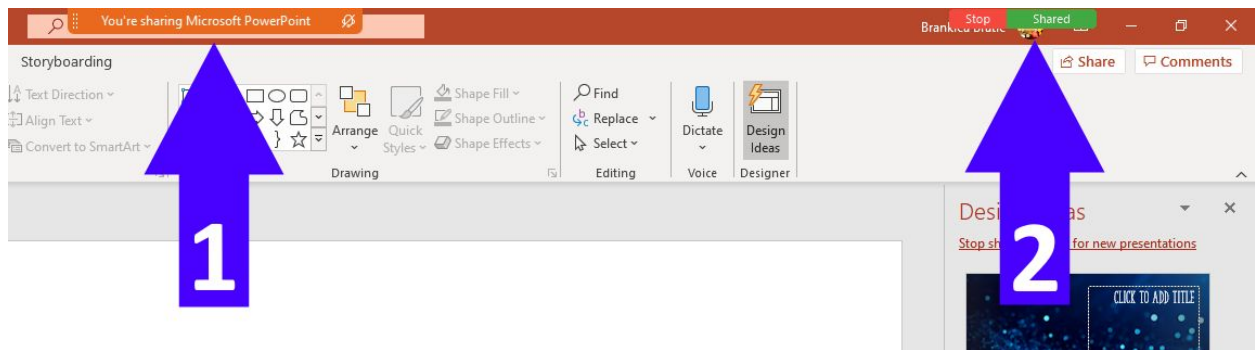 You're sharing Microsoft PowerPoint
Stop Shared
Storyboarding
Share Comments
Text Direction
Align Text
Convert to SmartArt
Arrange
Quick Styles
Shape Fill
Shape Outline
Shape Effects
Drawing
Find
Replace
Select
Editing
Dictate
Voice
Design Ideas
Designer
1
2
Stop for new presentations
CLICK TO ADD TITLE